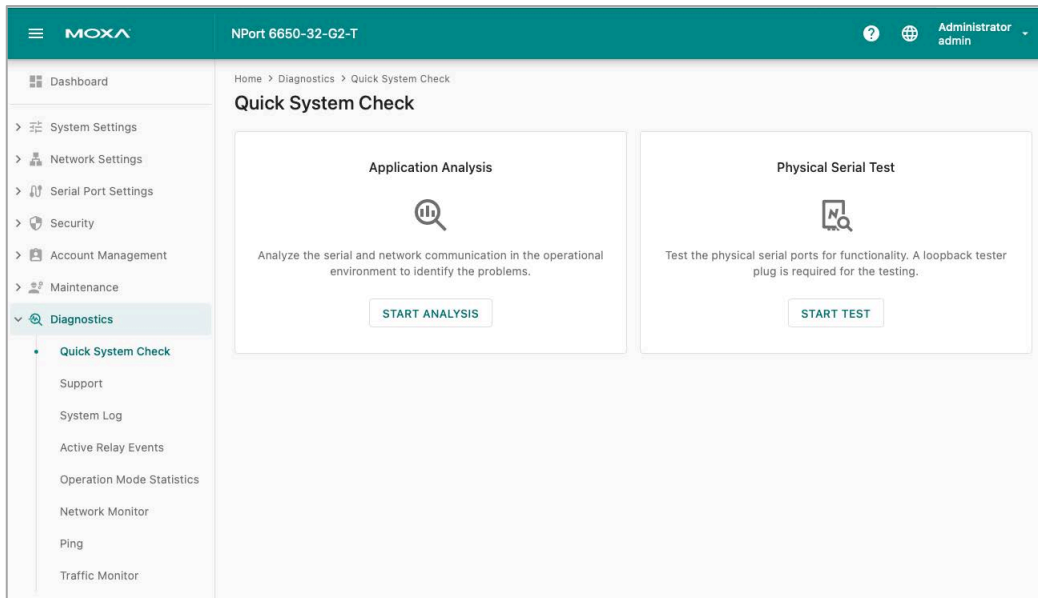 MOXA
NPort 6650-32-G2-T
Administrator
admin
Dashboard
System Settings
Network Settings
Serial Port Settings
Security
Account Management
Maintenance
Diagnostics
Quick System Check
Support
System Log
Active Relay Events
Operation Mode Statistics
Network Monitor
Ping
Traffic Monitor
Home > Diagnostics > Quick System Check
Quick System Check
Application Analysis
Analyze the serial and network communication in the operational
environment to identify the problems.
START ANALYSIS
Physical Serial Test
Test the physical serial ports for functionality. A loopback tester
plug is required for the testing.
START TEST